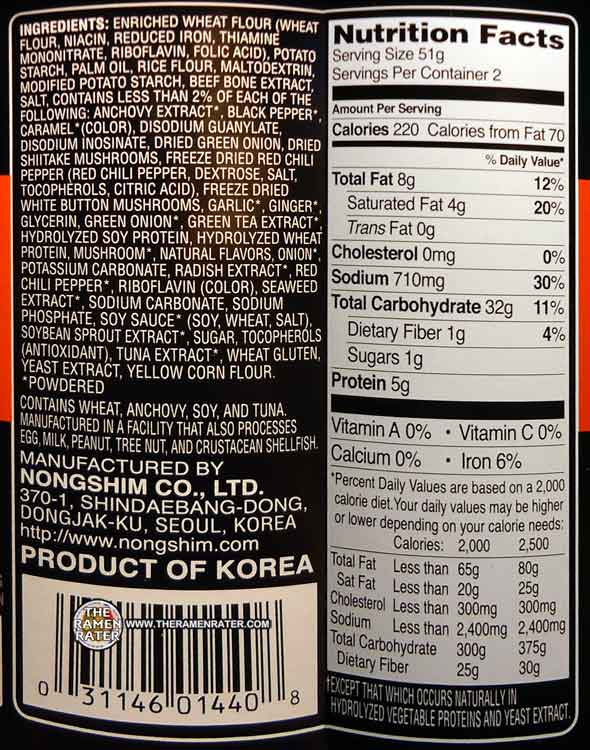 INGREDIENTS: ENRICHED WHEAT FLOUR (WHEAT
FLOUR, NIACIN, REDUCED IRON, THIAMINE
MONONITRATE, RIBOFLAVIN, FOLIC ACID), POTATO
STARCH, PALM OIL, RICE FLOUR, MALTODEXTRIN,
MODIFIED POTATO STARCH, BEEF BONE EXTRACT,
SALT, CONTAINS LESS THAN 2% OF EACH OF THE
FOLLOWING: ANCHOVY EXTRACT*, BLACK PEPPER*,
CARAMEL*(COLOR), DISODIUM GUANYLATE,
DISODIUM INOSINATE, DRIED GREEN ONION, DRIED
SHIITAKE MUSHROOMS, FREEZE DRIED RED CHILI
PEPPER (RED CHILI PEPPER, DEXTROSE, SALT,
TOCOPHEROLS, CITRIC ACID), FREEZE DRIED
WHITE BUTTON MUSHROOMS, GARLIC*, GINGER*,
GLYCERIN, GREEN ONION*, GREEN TEA EXTRACT*,
HYDROLYZED SOY PROTEIN, HYDROLYZED WHEAT
PROTEIN, MUSHROOM*, NATURAL FLAVORS, ONION*,
POTASSIUM CARBONATE, RADISH EXTRACT*, RED
CHILI PEPPER*, RIBOFLAVIN (COLOR), SEAWEED
EXTRACT*, SODIUM CARBONATE, SODIUM
PHOSPHATE, SOY SAUCE* (SOY, WHEAT, SALT),
SOYBEAN SPROUT EXTRACT*, SUGAR, TOCOPHEROLS
(ANTIOXIDANT), TUNA EXTRACT*, WHEAT GLUTEN,
YEAST EXTRACT, YELLOW CORN FLOUR.
*POWDERED
CONTAINS WHEAT, ANCHOVY, SOY, AND TUNA.
MANUFACTURED IN A FACILITY THAT ALSO PROCESSES
EGG, MILK, PEANUT, TREE NUT, AND CRUSTACEAN SHELLFISH.
MANUFACTURED BY
NONGSHIM CO., LTD.
370-1, SHINDAEBANG-DONG,
DONGJAK-KU, SEOUL, KOREA
http://www.nongshim.com
PRODUCT OF KOREA
THE
RAMEN
RATER
WWW.THERAMENRATER.COM
0 31146 01440 8
Nutrition Facts
Serving Size 51g
Servings Per Container 2
Amount Per Serving
Calories 220 Calories from Fat 70
% Daily Value*
Total Fat 8g 12%
Saturated Fat 4g 20%
Trans Fat 0g
Cholesterol 0mg 0%
Sodium 710mg 30%
Total Carbohydrate 32g 11%
Dietary Fiber 1g 4%
Sugars 1g
Protein 5g
Vitamin A 0% • Vitamin C 0%
Calcium 0% • Iron 6%
*Percent Daily Values are based on a 2,000
calorie diet. Your daily values may be higher
or lower depending on your calorie needs:
Calories: 2,000 2,500
Total Fat Less than 65g 80g
Sat Fat Less than 20g 25g
Cholesterol Less than 300mg 300mg
Sodium Less than 2,400mg 2,400mg
Total Carbohydrate 300g 375g
Dietary Fiber 25g 30g
†EXCEPT THAT WHICH OCCURS NATURALLY IN
HYDROLYZED VEGETABLE PROTEINS AND YEAST EXTRACT.